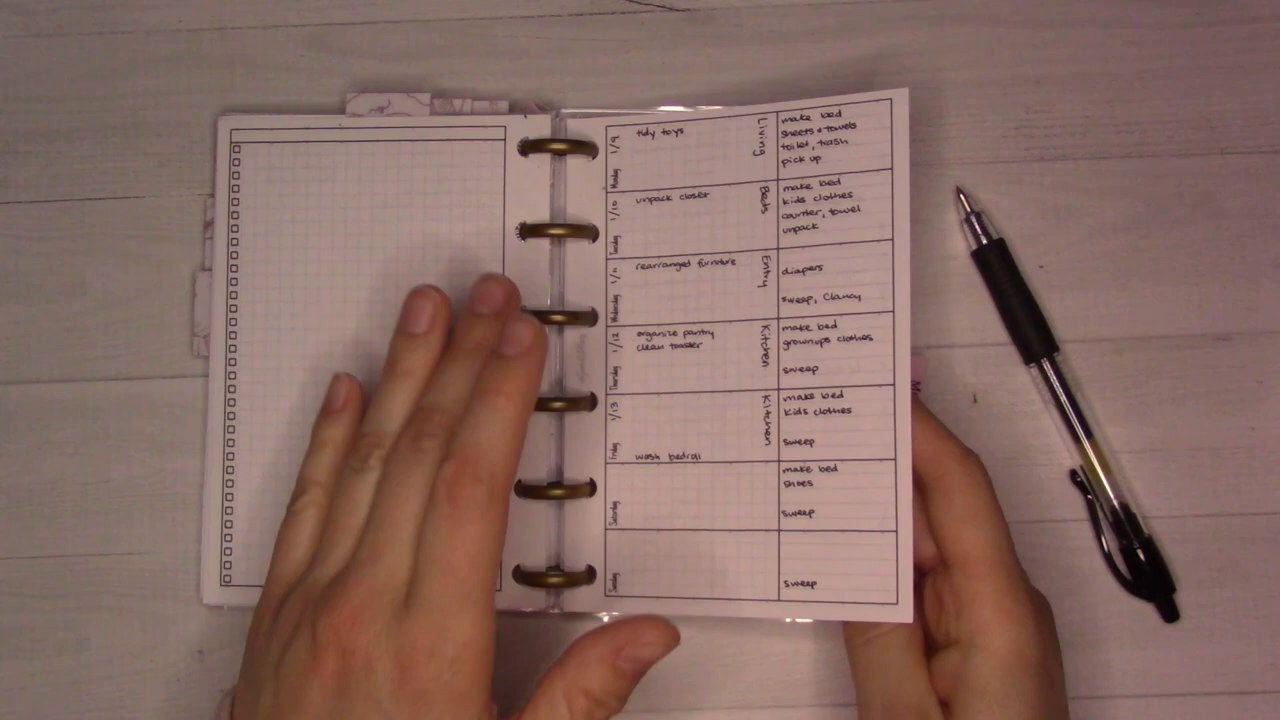 Monday 1/9
tidy toys
Living
make bed
sheets + towels
toilet, trash
pick up
Tuesday 1/10
unpack closet
Beds
make bed
kids clothes
counter, towel
unpack
Wednesday 1/11
rearranged furniture
Entry
diapers
sweep, Clancy
Thursday 1/12
organize pantry
clean toaster
Kitchen
make bed
grownups clothes
sweep
Friday 1/13
wash bedroll
Kitchen
make bed
kids clothes
sweep
Saturday
make bed
shoes
sweep
Sunday
sweep